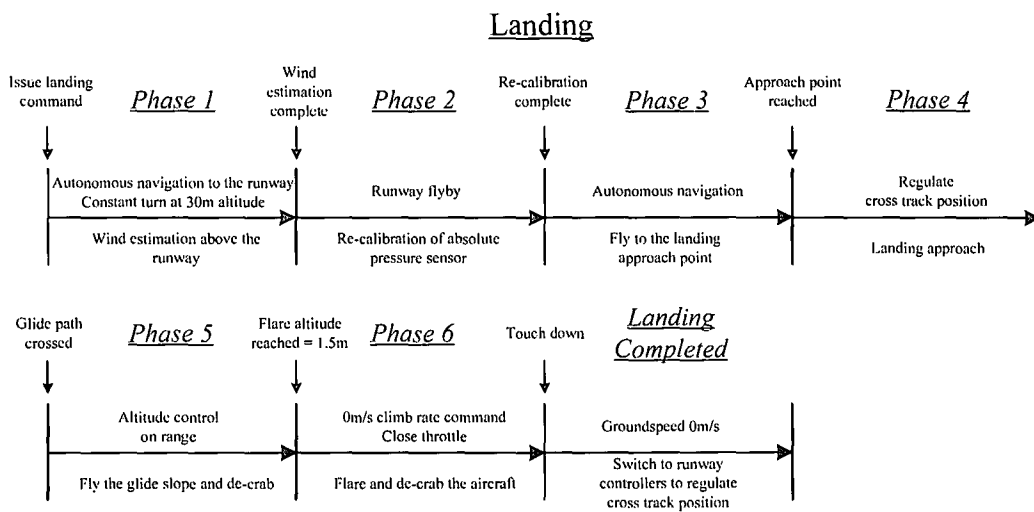 Landing
Issue landing
command
Phase 1
Wind
estimation
complete
Phase 2
Re-calibration
complete
Phase 3
Approach point
reached
Phase 4
Autonomous navigation to the runway
Constant turn at 30m altitude
Wind estimation above the
runway
Runway flyby
Re-calibration of absolute
pressure sensor
Autonomous navigation
Fly to the landing
approach point
Regulate
cross track position
Landing approach
Glide path
crossed
Phase 5
Flare altitude
reached = 1.5m
Phase 6
Touch down
Landing
Completed
Altitude control
on range
Fly the glide slope and de-crab
0m/s climb rate command
Close throttle
Flare and de-crab the aircraft
Groundspeed 0m/s
Switch to runway
controllers to regulate
cross track position